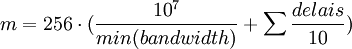 m = 256 · (10^7 / min(bandwidth) + ∑ delais / 10)